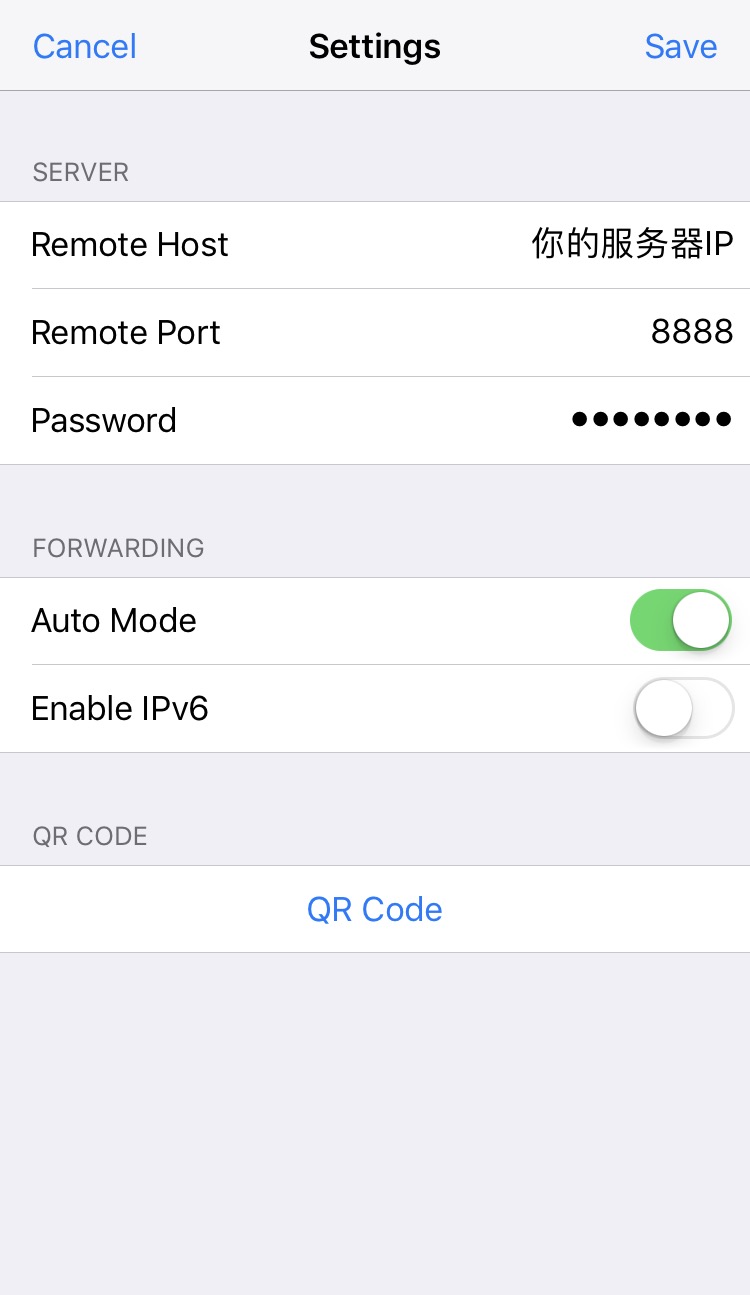 Cancel Settings Save
SERVER
Remote Host 你的服务器IP
Remote Port 8888
Password ••••••••
FORWARDING
Auto Mode
Enable IPv6
QR CODE
QR Code